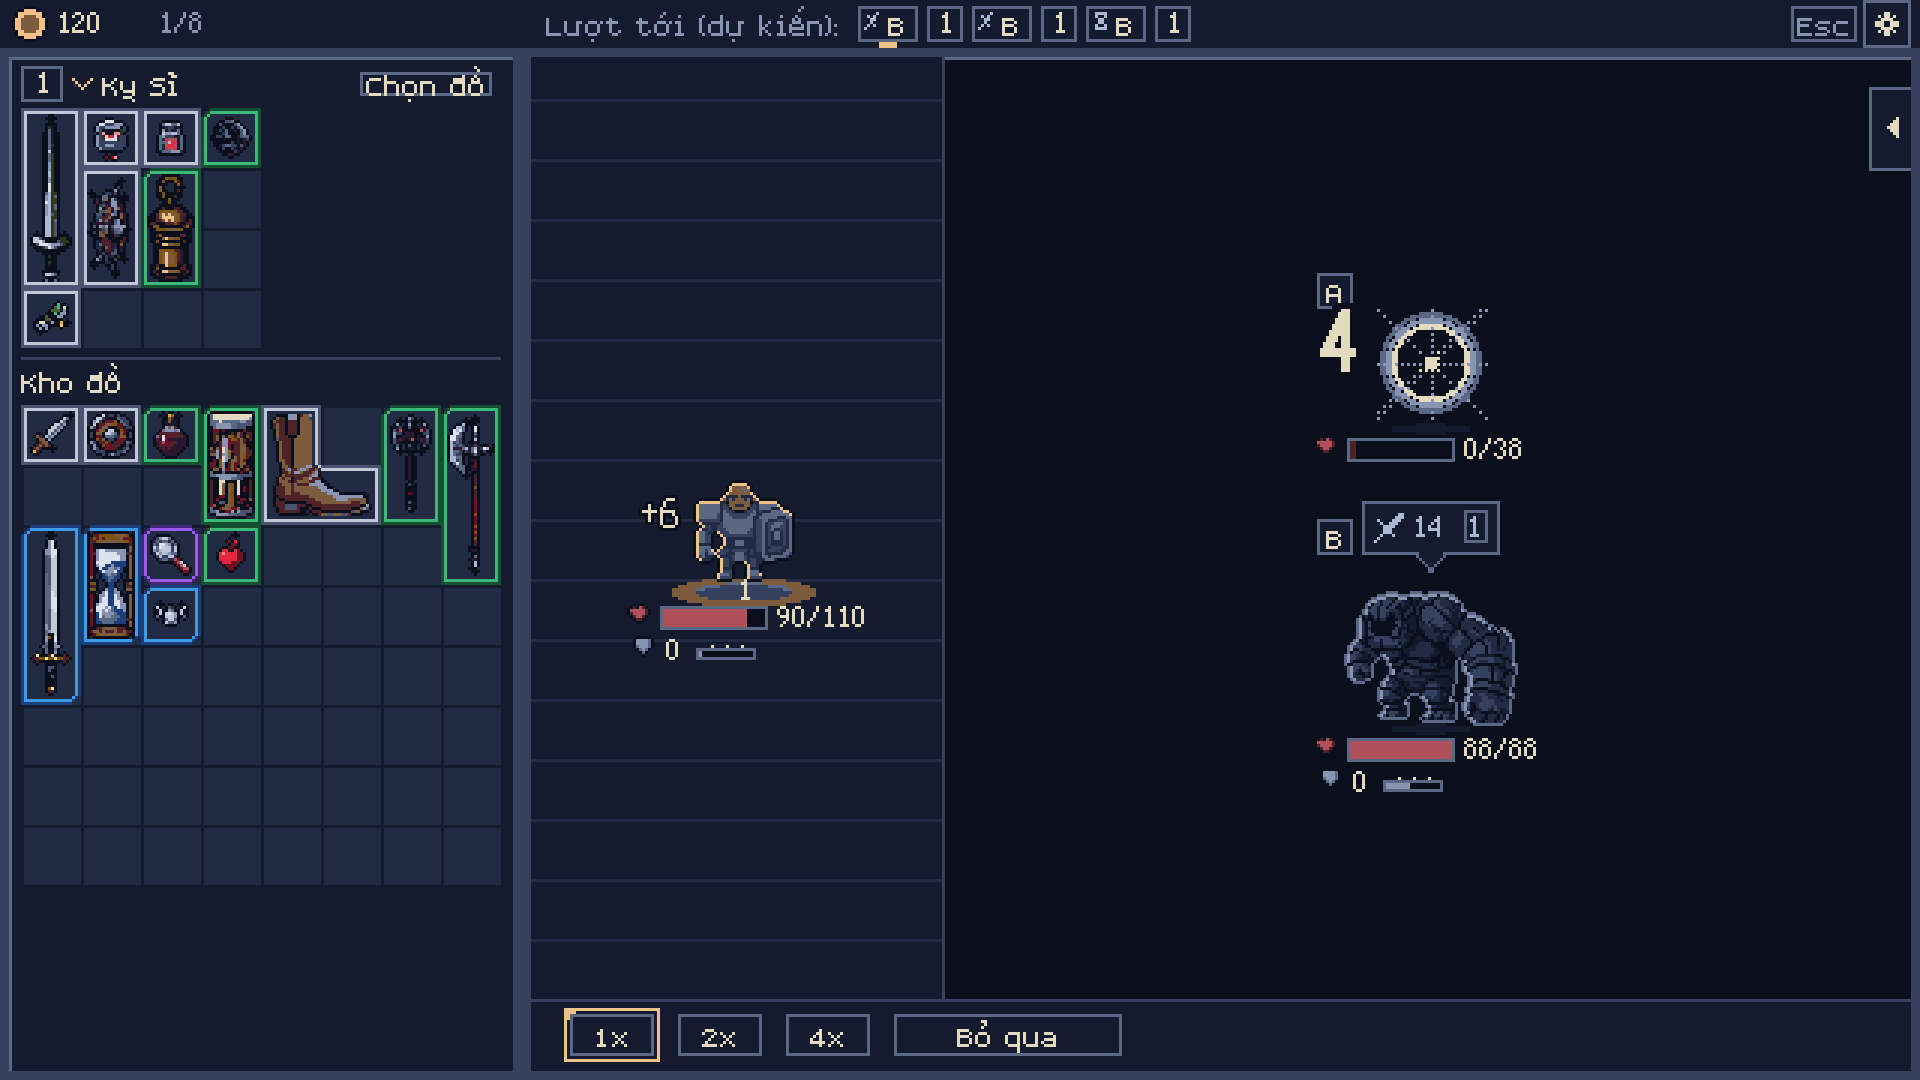 120 1/8 Lượt tới (dự kiến): B 1 B 1 B 1 Esc
1 Kỵ Sĩ Chọn đồ
Kho đồ
A
4
0/38
B 14 1
+6
1
90/110
0
88/88
0
1x 2x 4x Bỏ qua